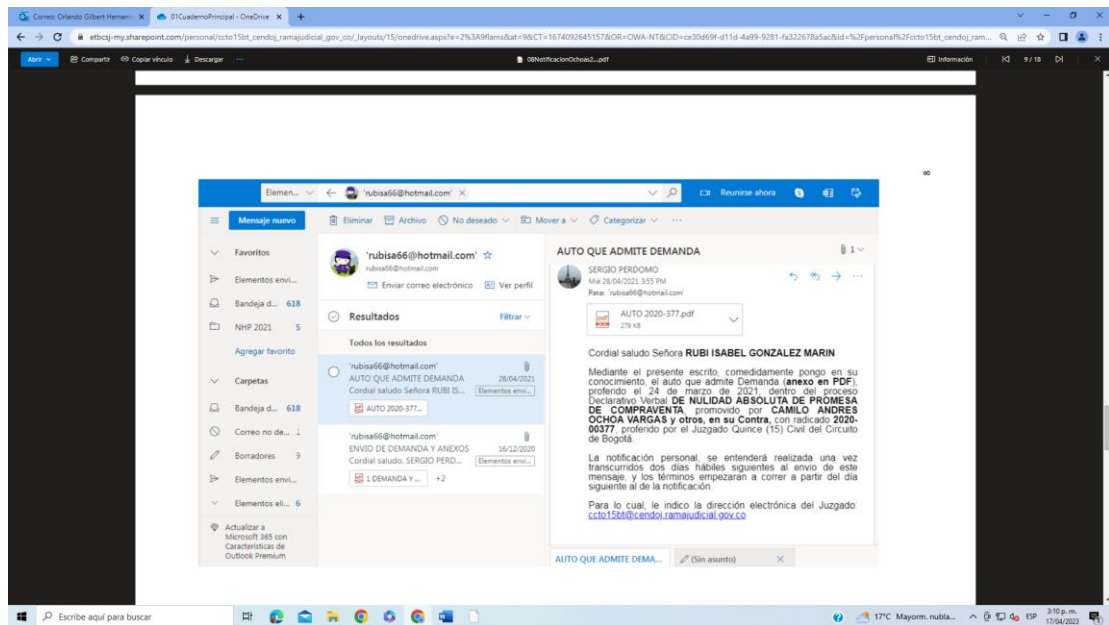 Correo: Orlando Gilbert Hernan
01CuadernoPrincipal - OneDrive
etbcsj-my.sharepoint.com/personal/ccto15bt_cendoj_ramajudicial_gov_co/_layouts/15/onedrive.aspx?
Abrir
Compartir
Copiar vínculo
Descargar
08NotificacionOchoas2...pdf
Información
9 / 18
8
Elemen...
'rubisa66@hotmail.com'
Reunirse ahora
Mensaje nuevo
Eliminar
Archivo
No deseado
Mover a
Categorizar
Favoritos
Elementos envi...
Bandeja d... 618
NHP 2021 5
Agregar favorito
Carpetas
Bandeja d... 618
Correo no de... 1
Borradores 9
Elementos envi...
Elementos eli... 6
Actualizar a
Microsoft 365 con
Características de
Outlook Premium
'rubisa66@hotmail.com'
rubisa66@hotmail.com
Enviar correo electrónico
Ver perfil
Resultados
Filtrar
Todos los resultados
'rubisa66@hotmail.com'
AUTO QUE ADMITE DEMANDA 28/04/2021
Cordial saludo Señora RUBI IS... Elementos envi...
AUTO 2020-377...
'rubisa66@hotmail.com'
ENVIO DE DEMANDA Y ANEXOS 16/12/2020
Cordial saludo. SERGIO PERD... Elementos envi...
1 DEMANDA Y ... +2
AUTO QUE ADMITE DEMANDA
1
SERGIO PERDOMO
Mié 28/04/2021 3:55 PM
Para: 'rubisa66@hotmail.com'
AUTO 2020-377.pdf
278 KB
Cordial saludo Señora RUBI ISABEL GONZALEZ MARIN
Mediante el presente escrito, comedidamente pongo en su
conocimiento, el auto que admite Demanda (anexo en PDF),
proferido el 24 de marzo de 2021, dentro del proceso
Declarativo Verbal DE NULIDAD ABSOLUTA DE PROMESA
DE COMPRAVENTA, promovido por CAMILO ANDRES
OCHOA VARGAS y otros, en su Contra, con radicado 2020-
00377, proferido por el Juzgado Quince (15) Civil del Circuito
de Bogotá.
La notificación personal, se entenderá realizada una vez
transcurridos dos días hábiles siguientes al envio de este
mensaje, y los términos empezaran a correr a partir del día
siguiente al de la notificación.
Para lo cual, le indico la dirección electrónica del Juzgado:
ccto15bt@cendoj.ramajudicial.gov.co
AUTO QUE ADMITE DEMA...
(Sin asunto)
Escribe aquí para buscar
17°C Mayorm. nubla...
ESP
3:10 p. m.
17/04/2023